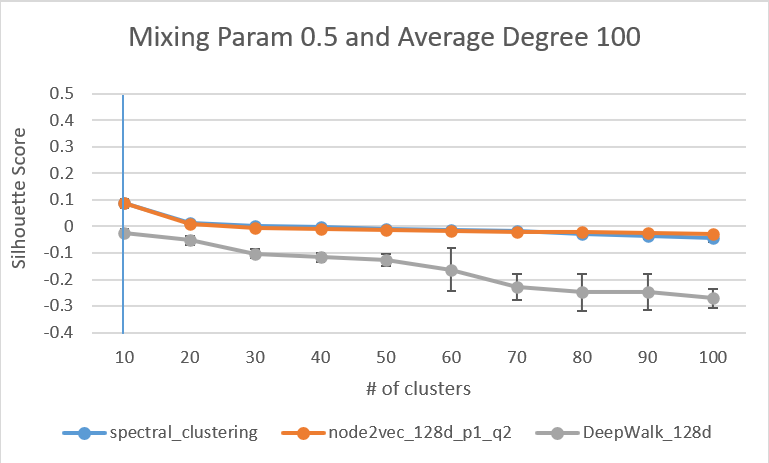 Mixing Param 0.5 and Average Degree 100
Silhouette Score
0.5
0.4
0.3
0.2
0.1
0
-0.1
-0.2
-0.3
-0.4
10 20 30 40 50 60 70 80 90 100
# of clusters
spectral_clustering node2vec_128d_p1_q2 DeepWalk_128d